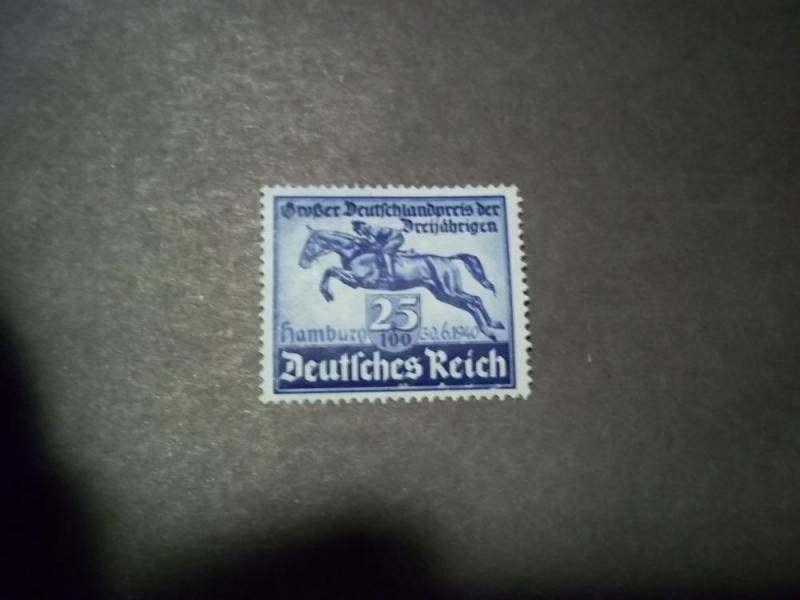 Großer Deutschlandpreis der
Dreijährigen
25
100
Hamburg 30.6.1940
Deutsches Reich